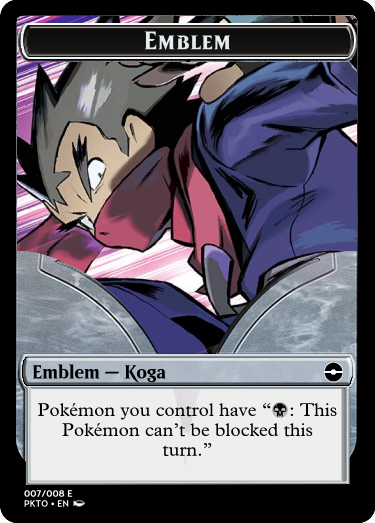 EMBLEM
Emblem — Koga
Pokémon you control have “: This
Pokémon can't be blocked this
turn.”
007/008 E
PKTO • EN